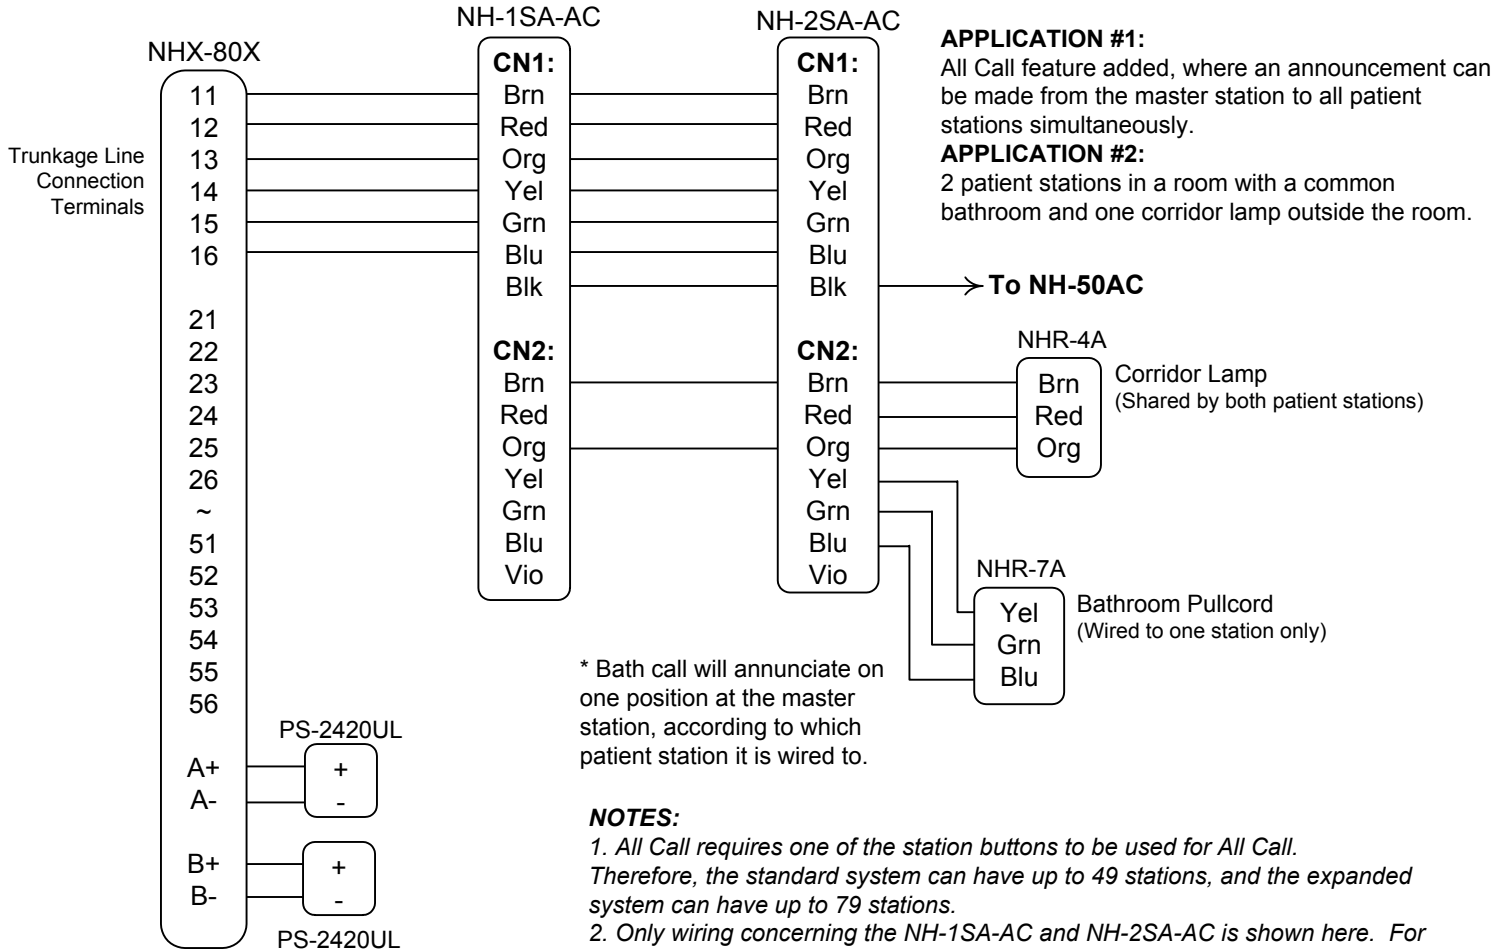 NH-1SA-AC
NH-2SA-AC
NHX-80X
Trunkage Line
Connection
Terminals
11
12
13
14
15
16
21
22
23
24
25
26
~
51
52
53
54
55
56
A+
A-
B+
B-
CN1:
Brn
Red
Org
Yel
Grn
Blu
Blk
CN2:
Brn
Red
Org
Yel
Grn
Blu
Vio
CN1:
Brn
Red
Org
Yel
Grn
Blu
Blk
CN2:
Brn
Red
Org
Yel
Grn
Blu
Vio
APPLICATION #1:
All Call feature added, where an announcement can
be made from the master station to all patient
stations simultaneously.
APPLICATION #2:
2 patient stations in a room with a common
bathroom and one corridor lamp outside the room.
To NH-50AC
NHR-4A
Brn
Red
Org
Corridor Lamp
(Shared by both patient stations)
NHR-7A
Yel
Grn
Blu
Bathroom Pullcord
(Wired to one station only)
* Bath call will annunciate on
one position at the master
station, according to which
patient station it is wired to.
PS-2420UL
+
-
+
-
PS-2420UL
NOTES:
1. All Call requires one of the station buttons to be used for All Call.
Therefore, the standard system can have up to 49 stations, and the expanded
system can have up to 79 stations.
2. Only wiring concerning the NH-1SA-AC and NH-2SA-AC is shown here. For